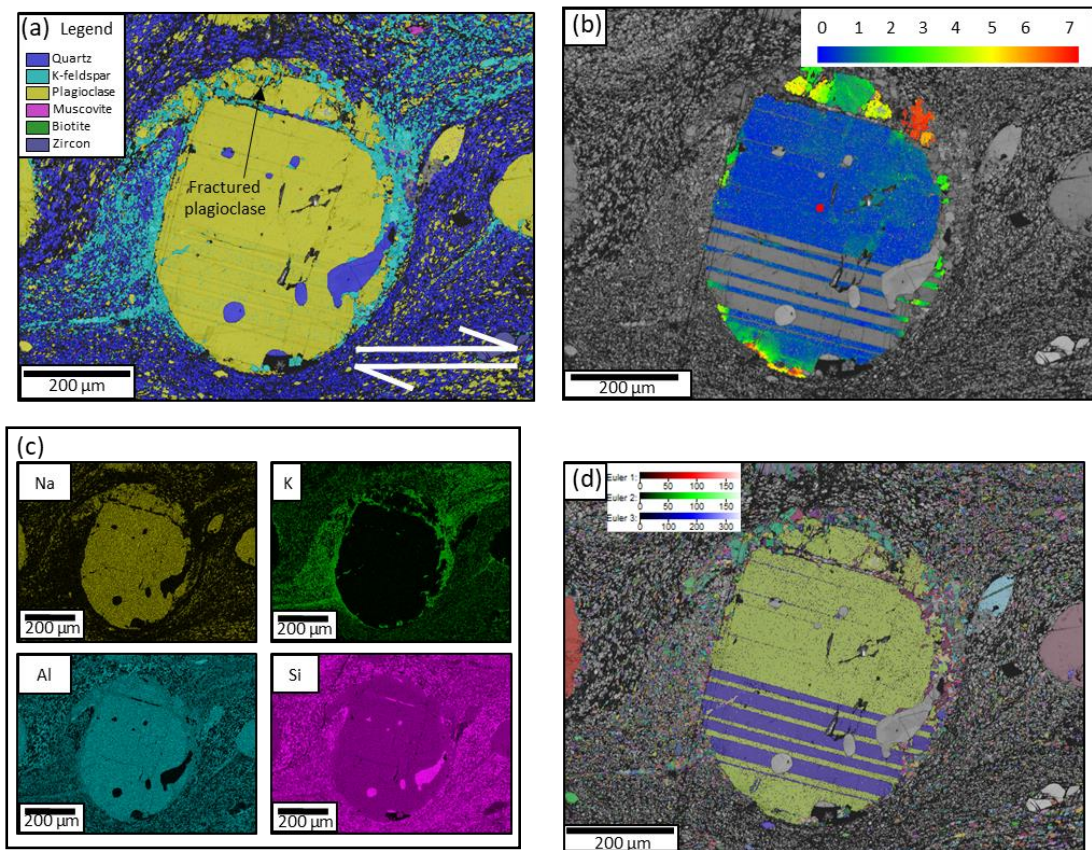 (a) Legend
Quartz
K-feldspar
Plagioclase
Muscovite
Biotite
Zircon
Fractured
plagioclase
200 µm
(b)
0 1 2 3 4 5 6 7
200 µm
(c)
Na
200 µm
K
200 µm
Al
200 µm
Si
200 µm
(d)
Euler 1:
0 50 100 150
Euler 2:
0 50 100 150
Euler 3:
0 100 200 300
200 µm